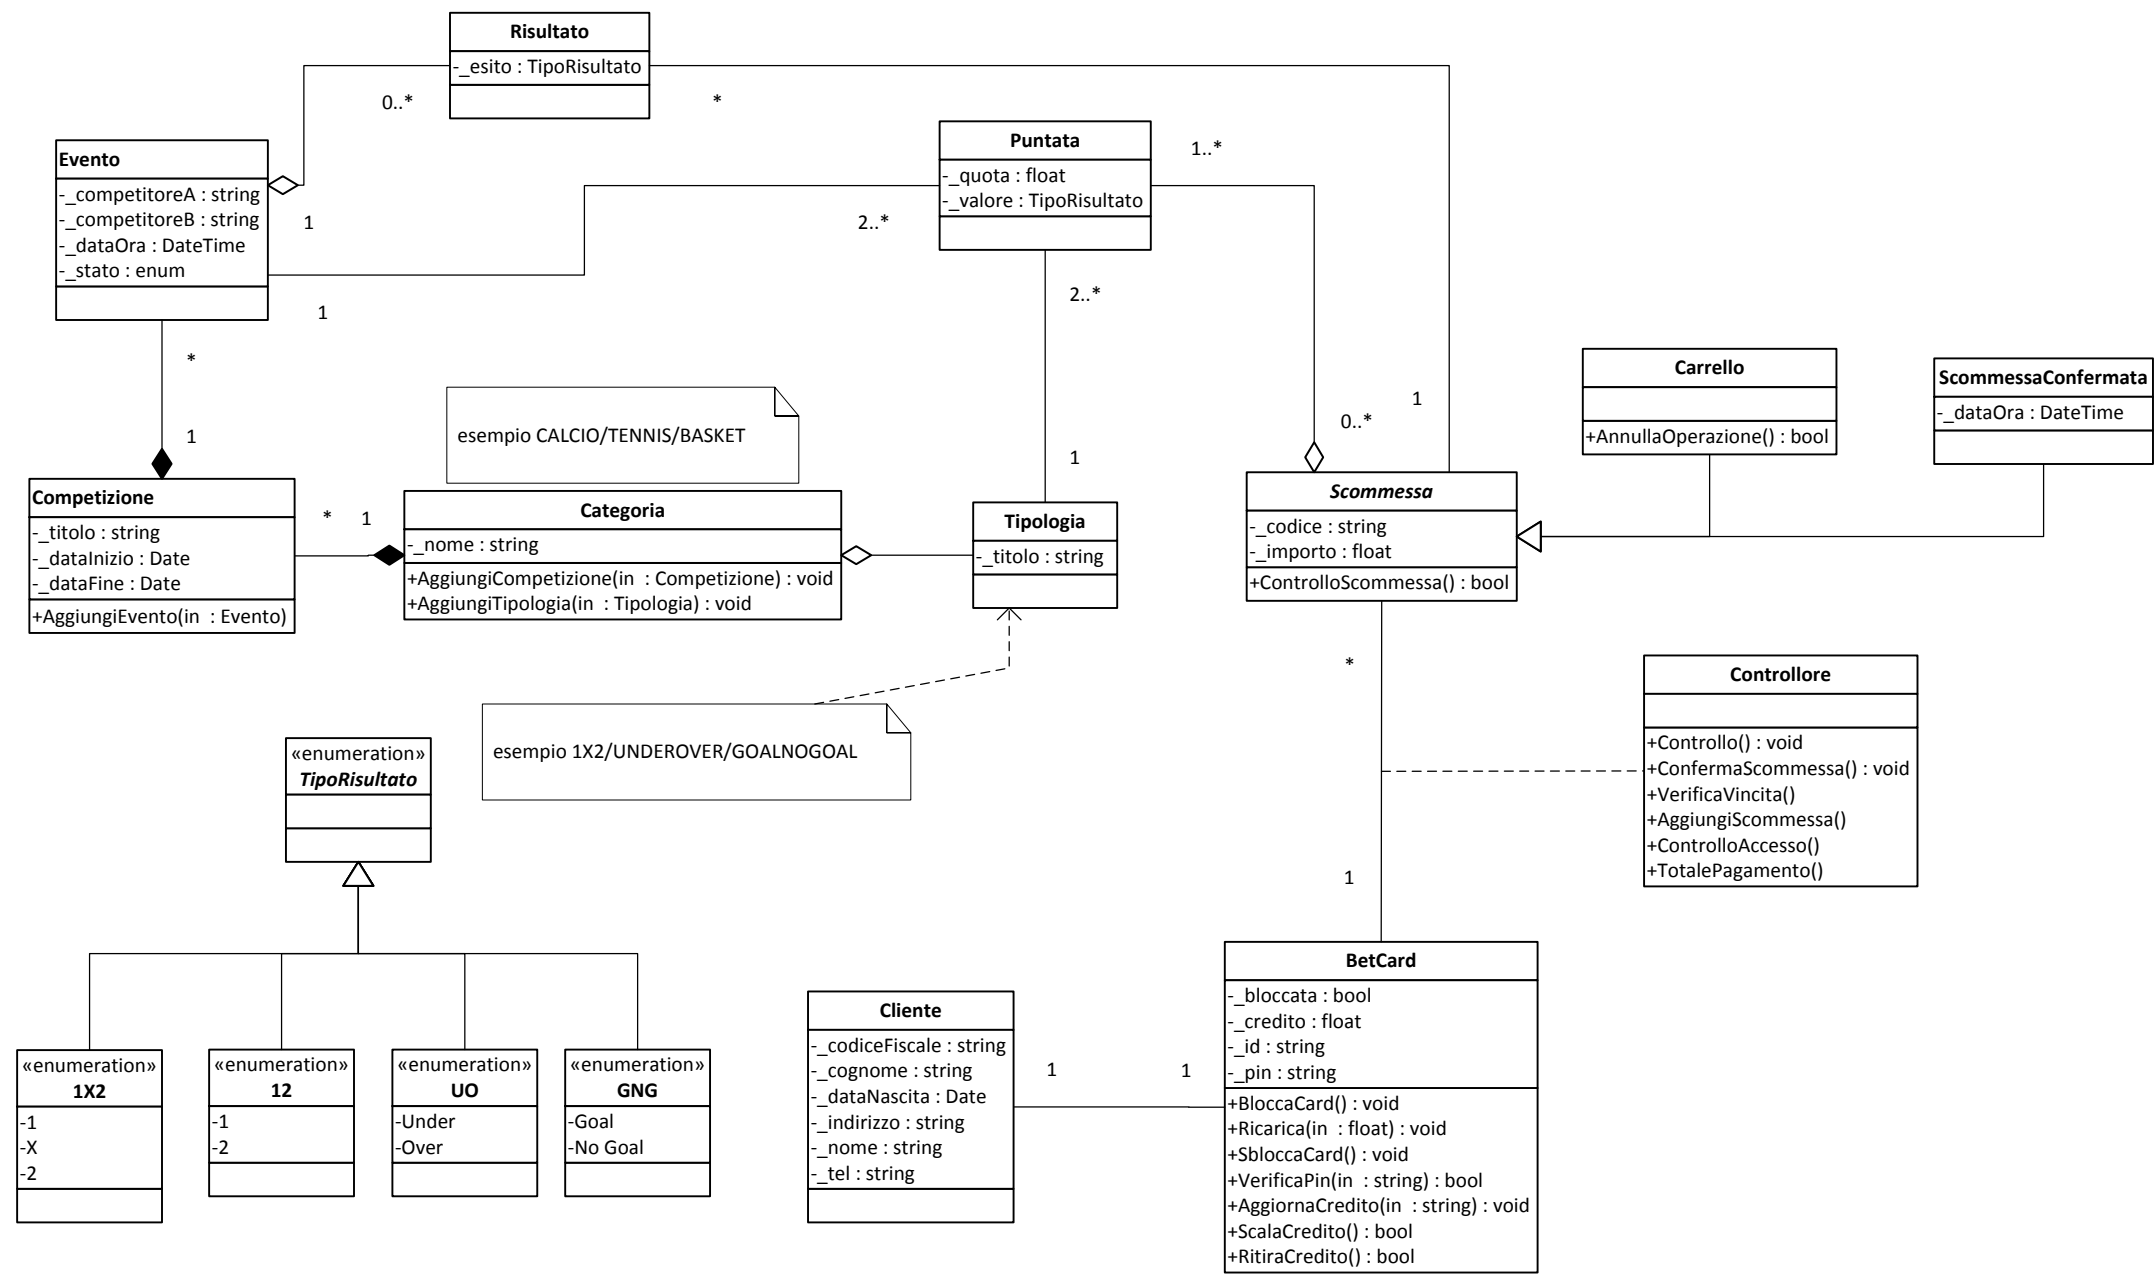 Risultato
-_esito : TipoRisultato
0..*
*
Evento
-_competitoreA : string
-_competitoreB : string
-_dataOra : DateTime
-_stato : enum
1
1
Puntata
-_quota : float
-_valore : TipoRisultato
1..*
2..*
2..*
*
1
esempio CALCIO/TENNIS/BASKET
1
0..*
1
Carrello
+AnnullaOperazione() : bool
ScommessaConfermata
-_dataOra : DateTime
Competizione
-_titolo : string
-_dataInizio : Date
-_dataFine : Date
+AggiungiEvento(in  : Evento)
*
1
Categoria
-_nome : string
+AggiungiCompetizione(in  : Competizione) : void
+AggiungiTipologia(in  : Tipologia) : void
Tipologia
-_titolo : string
Scommessa
-_codice : string
-_importo : float
+ControlloScommessa() : bool
*
1
esempio 1X2/UNDEROVER/GOALNOGOAL
Controllore
+Controllo() : void
+ConfermaScommessa() : void
+VerificaVincita()
+AggiungiScommessa()
+ControlloAccesso()
+TotalePagamento()
«enumeration»
TipoRisultato
«enumeration»
1X2
-1
-X
-2
«enumeration»
12
-1
-2
«enumeration»
UO
-Under
-Over
«enumeration»
GNG
-Goal
-No Goal
Cliente
-_codiceFiscale : string
-_cognome : string
-_dataNascita : Date
-_indirizzo : string
-_nome : string
-_tel : string
1
1
BetCard
-_bloccata : bool
-_credito : float
-_id : string
-_pin : string
+BloccaCard() : void
+Ricarica(in  : float) : void
+SbloccaCard() : void
+VerificaPin(in  : string) : bool
+AggiornaCredito(in  : string) : void
+ScalaCredito() : bool
+RitiraCredito() : bool